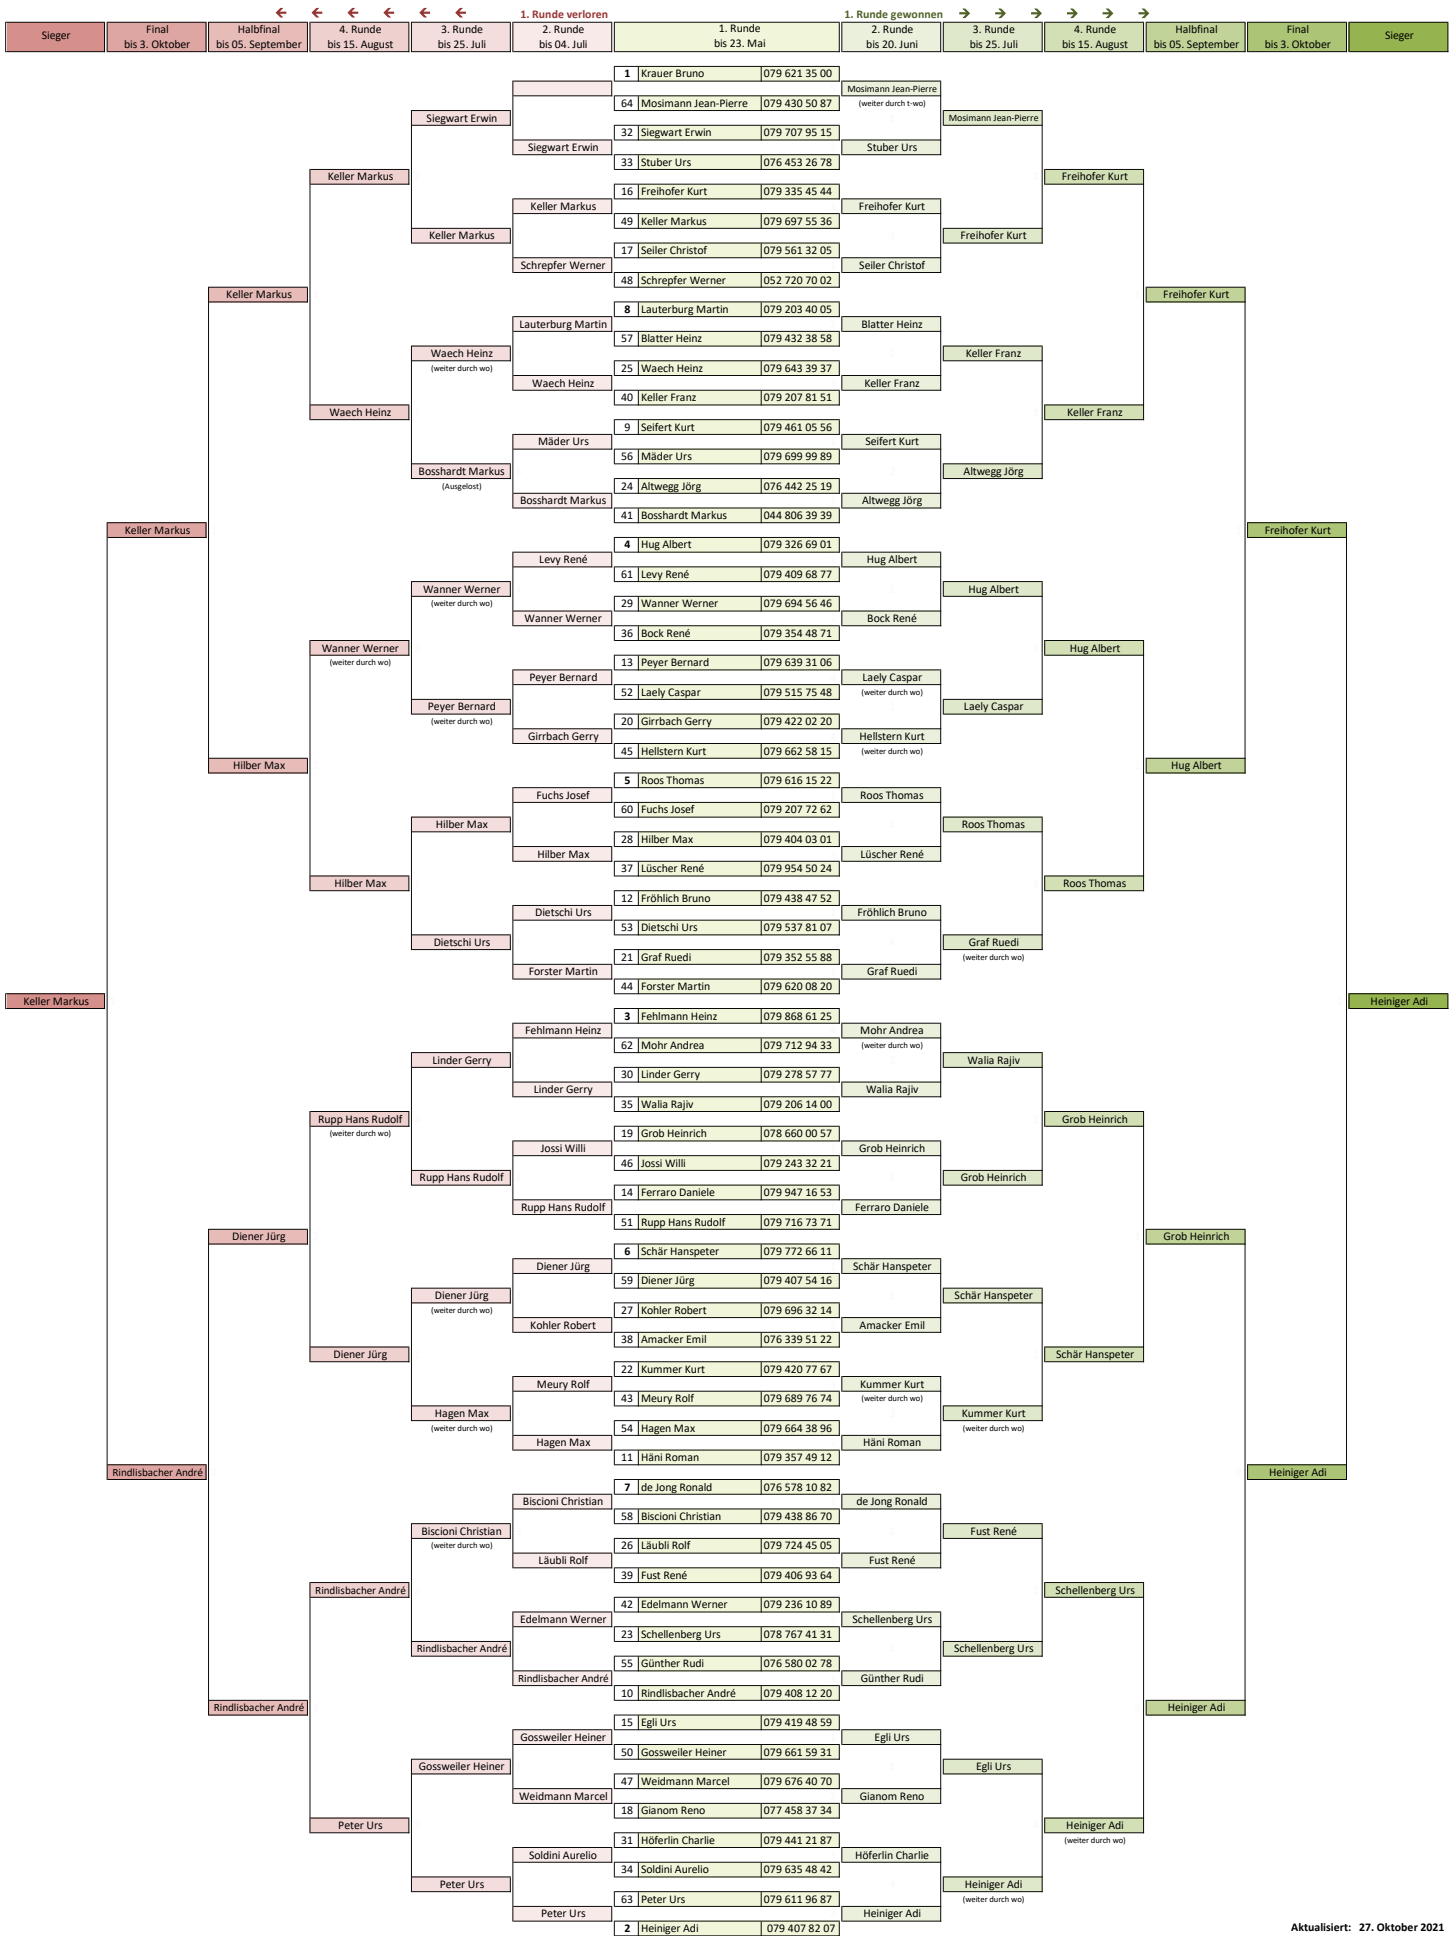 ← ← ← ← ← ← 1. Runde verloren 1. Runde gewonnen → → → → → →
Sieger Final Halbfinal 4. Runde 3. Runde 2. Runde 1. Runde 2. Runde 3. Runde 4. Runde Halbfinal Final Sieger
bis 3. Oktober bis 05. September bis 15. August bis 25. Juli bis 04. Juli bis 23. Mai bis 20. Juni bis 25. Juli bis 15. August bis 05. September bis 3. Oktober
1 Krauer Bruno 079 621 35 00
Mosimann Jean-Pierre
64 Mosimann Jean-Pierre 079 430 50 87 (weiter durch t-wo)
Siegwart Erwin Mosimann Jean-Pierre
32 Siegwart Erwin 079 707 95 15
Siegwart Erwin Stuber Urs
33 Stuber Urs 076 453 26 78
Keller Markus Freihofer Kurt
16 Freihofer Kurt 079 335 45 44
Keller Markus Freihofer Kurt
49 Keller Markus 079 697 55 36
Keller Markus Freihofer Kurt
17 Seiler Christof 079 561 32 05
Schrepfer Werner Seiler Christof
48 Schrepfer Werner 052 720 70 02
Keller Markus Freihofer Kurt
8 Lauterburg Martin 079 203 40 05
Lauterburg Martin Blatter Heinz
57 Blatter Heinz 079 432 38 58
Waech Heinz Keller Franz
(weiter durch wo) 25 Waech Heinz 079 643 39 37
Waech Heinz Keller Franz
40 Keller Franz 079 207 81 51
Waech Heinz Keller Franz
9 Seifert Kurt 079 461 05 56
Mäder Urs Seifert Kurt
56 Mäder Urs 079 699 99 89
Bosshardt Markus Altwegg Jörg
(Ausgelost) 24 Altwegg Jörg 076 442 25 19
Bosshardt Markus Altwegg Jörg
41 Bosshardt Markus 044 806 39 39
Keller Markus Freihofer Kurt
4 Hug Albert 079 326 69 01
Levy René Hug Albert
61 Levy René 079 409 68 77
Wanner Werner Hug Albert
(weiter durch wo) 29 Wanner Werner 079 694 56 46
Wanner Werner Bock René
36 Bock René 079 354 48 71
Wanner Werner Hug Albert
(weiter durch wo) 13 Peyer Bernard 079 639 31 06
Peyer Bernard Laely Caspar
52 Laely Caspar 079 515 75 48 (weiter durch wo)
Peyer Bernard Laely Caspar
(weiter durch wo) 20 Girrbach Gerry 079 422 02 20
Girrbach Gerry Hellstern Kurt
45 Hellstern Kurt 079 662 58 15 (weiter durch wo)
Hilber Max Hug Albert
5 Roos Thomas 079 616 15 22
Fuchs Josef Roos Thomas
60 Fuchs Josef 079 207 72 62
Hilber Max Roos Thomas
28 Hilber Max 079 404 03 01
Hilber Max Lüscher René
37 Lüscher René 079 954 50 24
Hilber Max Roos Thomas
12 Fröhlich Bruno 079 438 47 52
Dietschi Urs Fröhlich Bruno
53 Dietschi Urs 079 537 81 07
Dietschi Urs Graf Ruedi
21 Graf Ruedi 079 352 55 88 (weiter durch wo)
Forster Martin Graf Ruedi
44 Forster Martin 079 620 08 20
Keller Markus Heiniger Adi
3 Fehlmann Heinz 079 868 61 25
Fehlmann Heinz Mohr Andrea
62 Mohr Andrea 079 712 94 33 (weiter durch wo)
Linder Gerry Walia Rajiv
30 Linder Gerry 079 278 57 77
Linder Gerry Walia Rajiv
35 Walia Rajiv 079 206 14 00
Rupp Hans Rudolf Grob Heinrich
(weiter durch wo) 19 Grob Heinrich 078 660 00 57
Jossi Willi Grob Heinrich
46 Jossi Willi 079 243 32 21
Rupp Hans Rudolf Grob Heinrich
14 Ferraro Daniele 079 947 16 53
Rupp Hans Rudolf Ferraro Daniele
51 Rupp Hans Rudolf 079 716 73 71
Diener Jürg Grob Heinrich
6 Schär Hanspeter 079 772 66 11
Diener Jürg Schär Hanspeter
59 Diener Jürg 079 407 54 16
Diener Jürg Schär Hanspeter
(weiter durch wo) 27 Kohler Robert 079 696 32 14
Kohler Robert Amacker Emil
38 Amacker Emil 076 339 51 22
Diener Jürg Schär Hanspeter
22 Kummer Kurt 079 420 77 67
Meury Rolf Kummer Kurt
43 Meury Rolf 079 689 76 74 (weiter durch wo)
Hagen Max Kummer Kurt
(weiter durch wo) 54 Hagen Max 079 664 38 96 (weiter durch wo)
Hagen Max Häni Roman
11 Häni Roman 079 357 49 12
Rindlisbacher André Heiniger Adi
7 de Jong Ronald 076 578 10 82
Biscioni Christian de Jong Ronald
58 Biscioni Christian 079 438 86 70
Biscioni Christian Fust René
(weiter durch wo) 26 Läubli Rolf 079 724 45 05
Läubli Rolf Fust René
39 Fust René 079 406 93 64
Rindlisbacher André Schellenberg Urs
42 Edelmann Werner 079 236 10 89
Edelmann Werner Schellenberg Urs
23 Schellenberg Urs 078 767 41 31
Rindlisbacher André Schellenberg Urs
55 Günther Rudi 076 580 02 78
Rindlisbacher André Günther Rudi
10 Rindlisbacher André 079 408 12 20
Rindlisbacher André Heiniger Adi
15 Egli Urs 079 419 48 59
Gossweiler Heiner Egli Urs
50 Gossweiler Heiner 079 661 59 31
Gossweiler Heiner Egli Urs
47 Weidmann Marcel 079 676 40 70
Weidmann Marcel Gianom Reno
18 Gianom Reno 077 458 37 34
Peter Urs Heiniger Adi
31 Höferlin Charlie 079 441 21 87 (weiter durch wo)
Soldini Aurelio Höferlin Charlie
34 Soldini Aurelio 079 635 48 42
Peter Urs Heiniger Adi
63 Peter Urs 079 611 96 87 (weiter durch wo)
Peter Urs Heiniger Adi
2 Heiniger Adi 079 407 82 07
Aktualisiert: 27. Oktober 2021